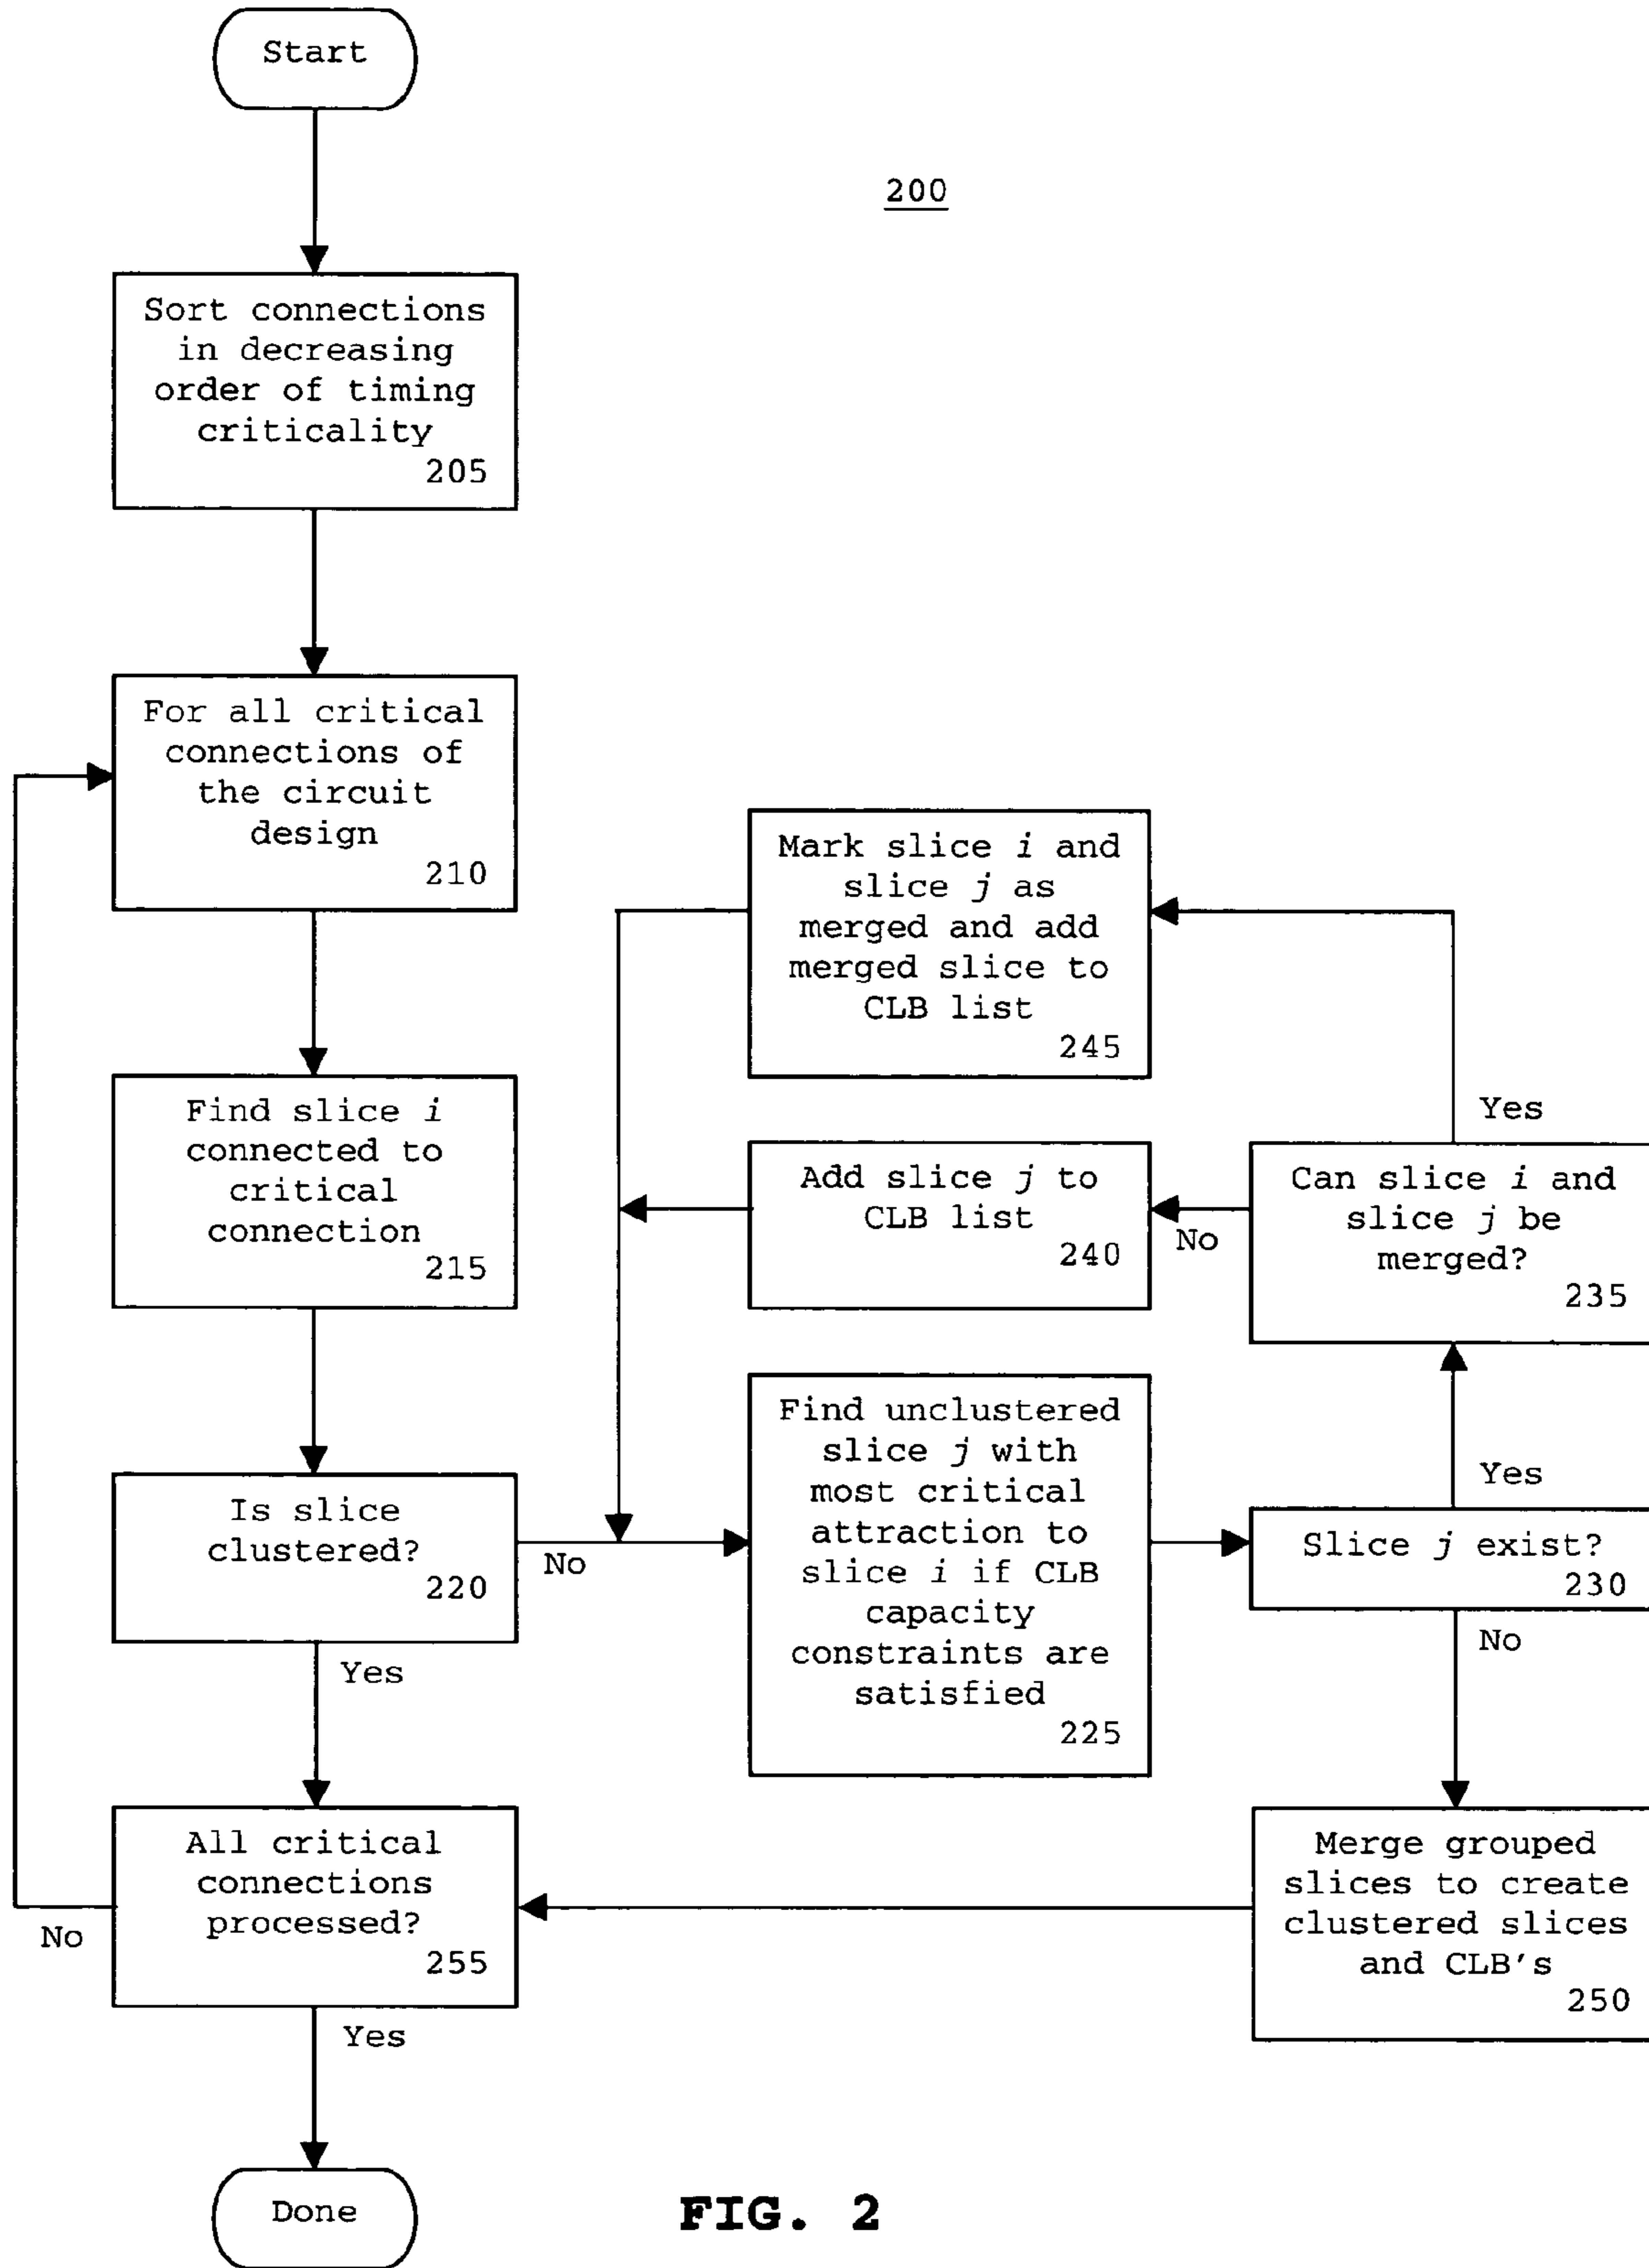 Start
200
Sort connections
in decreasing
order of timing
criticality
205
For all critical
connections of
the circuit
design
210
Find slice i
connected to
critical
connection
215
Is slice
clustered?
220
No
Yes
All critical
connections
processed?
255
No
Yes
Done
Mark slice i and
slice j as
merged and add
merged slice to
CLB list
245
Add slice j to
CLB list
240
Find unclustered
slice j with
most critical
attraction to
slice i if CLB
capacity
constraints are
satisfied
225
Yes
Can slice i and
slice j be
merged?
235
No
Yes
Slice j exist?
230
No
Merge grouped
slices to create
clustered slices
and CLB's
250
FIG. 2